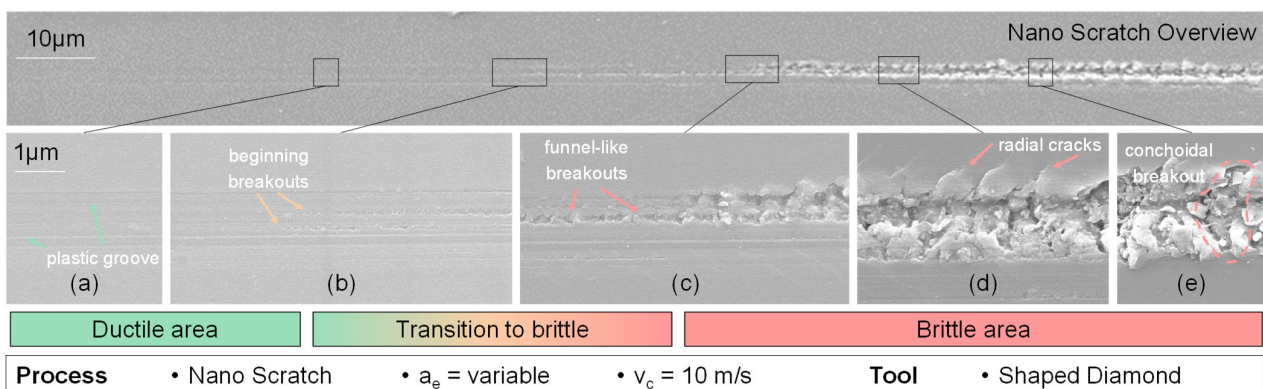 10µm
Nano Scratch Overview
1µm
plastic groove
(a)
beginning
breakouts
(b)
funnel-like
breakouts
(c)
radial cracks
(d)
conchoidal
breakout
(e)
Ductile area
Transition to brittle
Brittle area
Process • Nano Scratch • aₑ = variable • v_c = 10 m/s Tool • Shaped Diamond